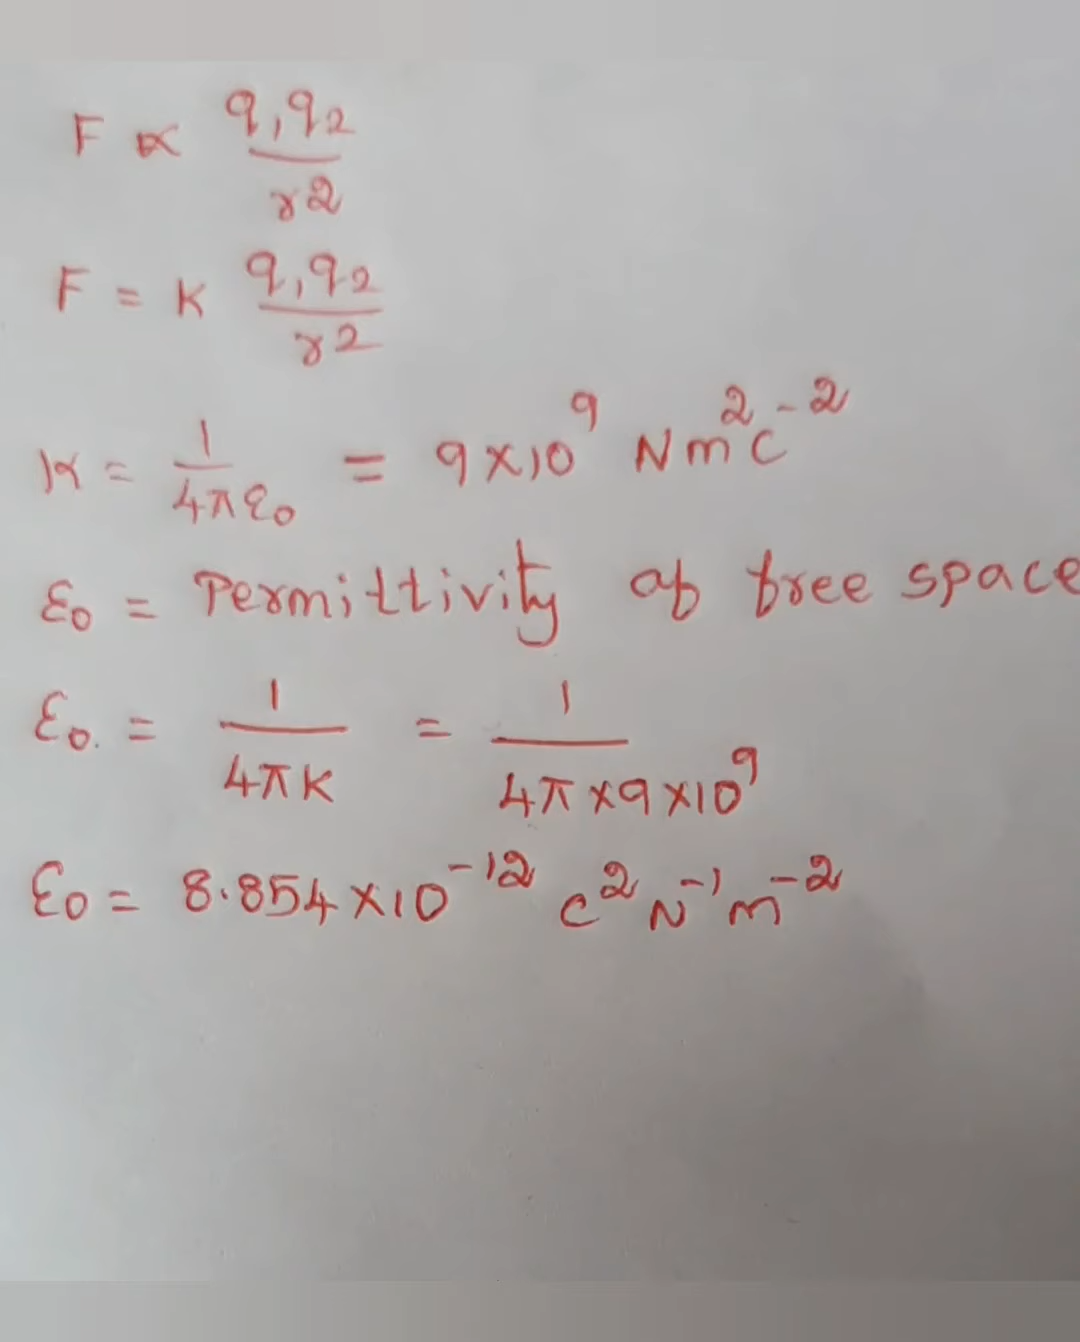 F ∝ q₁q₂ / r2
F = K q₁q₂ / r2
K = 1 / 4πε₀ = 9×10⁹ Nm²C⁻²
ε₀ = Permittivity of free space
ε₀. = 1 / 4πK = 1 / 4π×9×10⁹
ε₀ = 8.854×10⁻¹² C²N⁻¹m⁻²